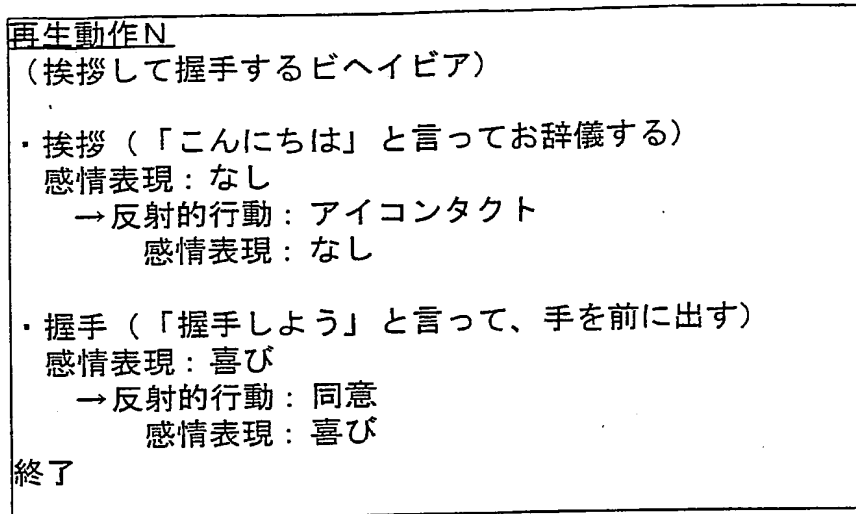 再生動作N
(挨拶して握手するビヘイビア)
・挨拶(「こんにちは」と言ってお辞儀する)
感情表現:なし
→反射的行動:アイコンタクト
感情表現:なし
・握手(「握手しよう」と言って、手を前に出す)
感情表現:喜び
→反射的行動:同意
感情表現:喜び
終了